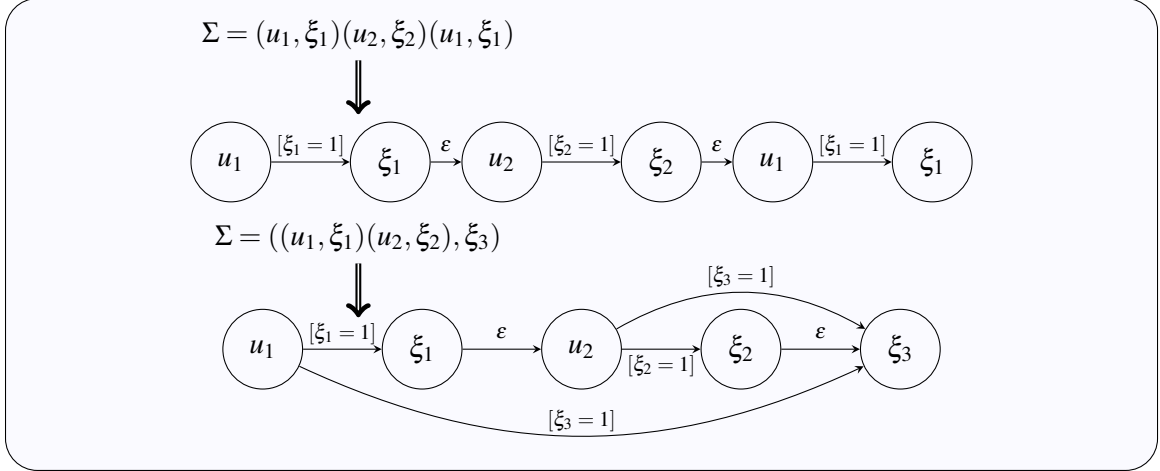 Σ = (u₁, ξ₁)(u₂, ξ₂)(u₁, ξ₁)
u₁ [ξ₁ = 1] ξ₁ ε u₂ [ξ₂ = 1] ξ₂ ε u₁ [ξ₁ = 1] ξ₁
Σ = ((u₁, ξ₁)(u₂, ξ₂), ξ₃)
[ξ₃ = 1]
u₁ [ξ₁ = 1] ξ₁ ε u₂ [ξ₂ = 1] ξ₂ ε ξ₃
[ξ₃ = 1]